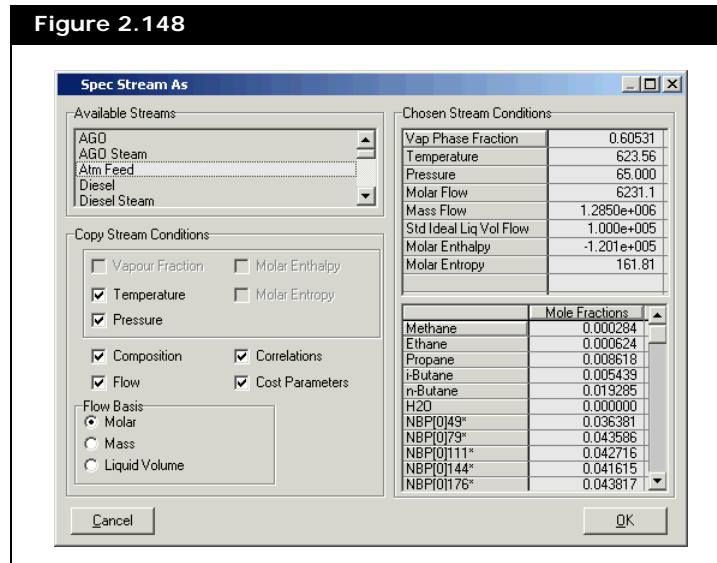 Figure 2.148
Spec Stream As
Available Streams
AGO
AGO Steam
Atm Feed
Diesel
Diesel Steam
Copy Stream Conditions
Vapour Fraction
Molar Enthalpy
Temperature
Molar Entropy
Pressure
Composition
Correlations
Flow
Cost Parameters
Flow Basis
Molar
Mass
Liquid Volume
Cancel
Chosen Stream Conditions
Vap Phase Fraction 0.60531
Temperature 623.56
Pressure 65.000
Molar Flow 6231.1
Mass Flow 1.2850e+006
Std Ideal Liq Vol Flow 1.000e+005
Molar Enthalpy -1.201e+005
Molar Entropy 161.81
Mole Fractions
Methane 0.000284
Ethane 0.000624
Propane 0.008618
i-Butane 0.005439
n-Butane 0.019285
H2O 0.000000
NBP[0]49* 0.036381
NBP[0]79* 0.043586
NBP[0]111* 0.042716
NBP[0]144* 0.041615
NBP[0]176* 0.043817
OK